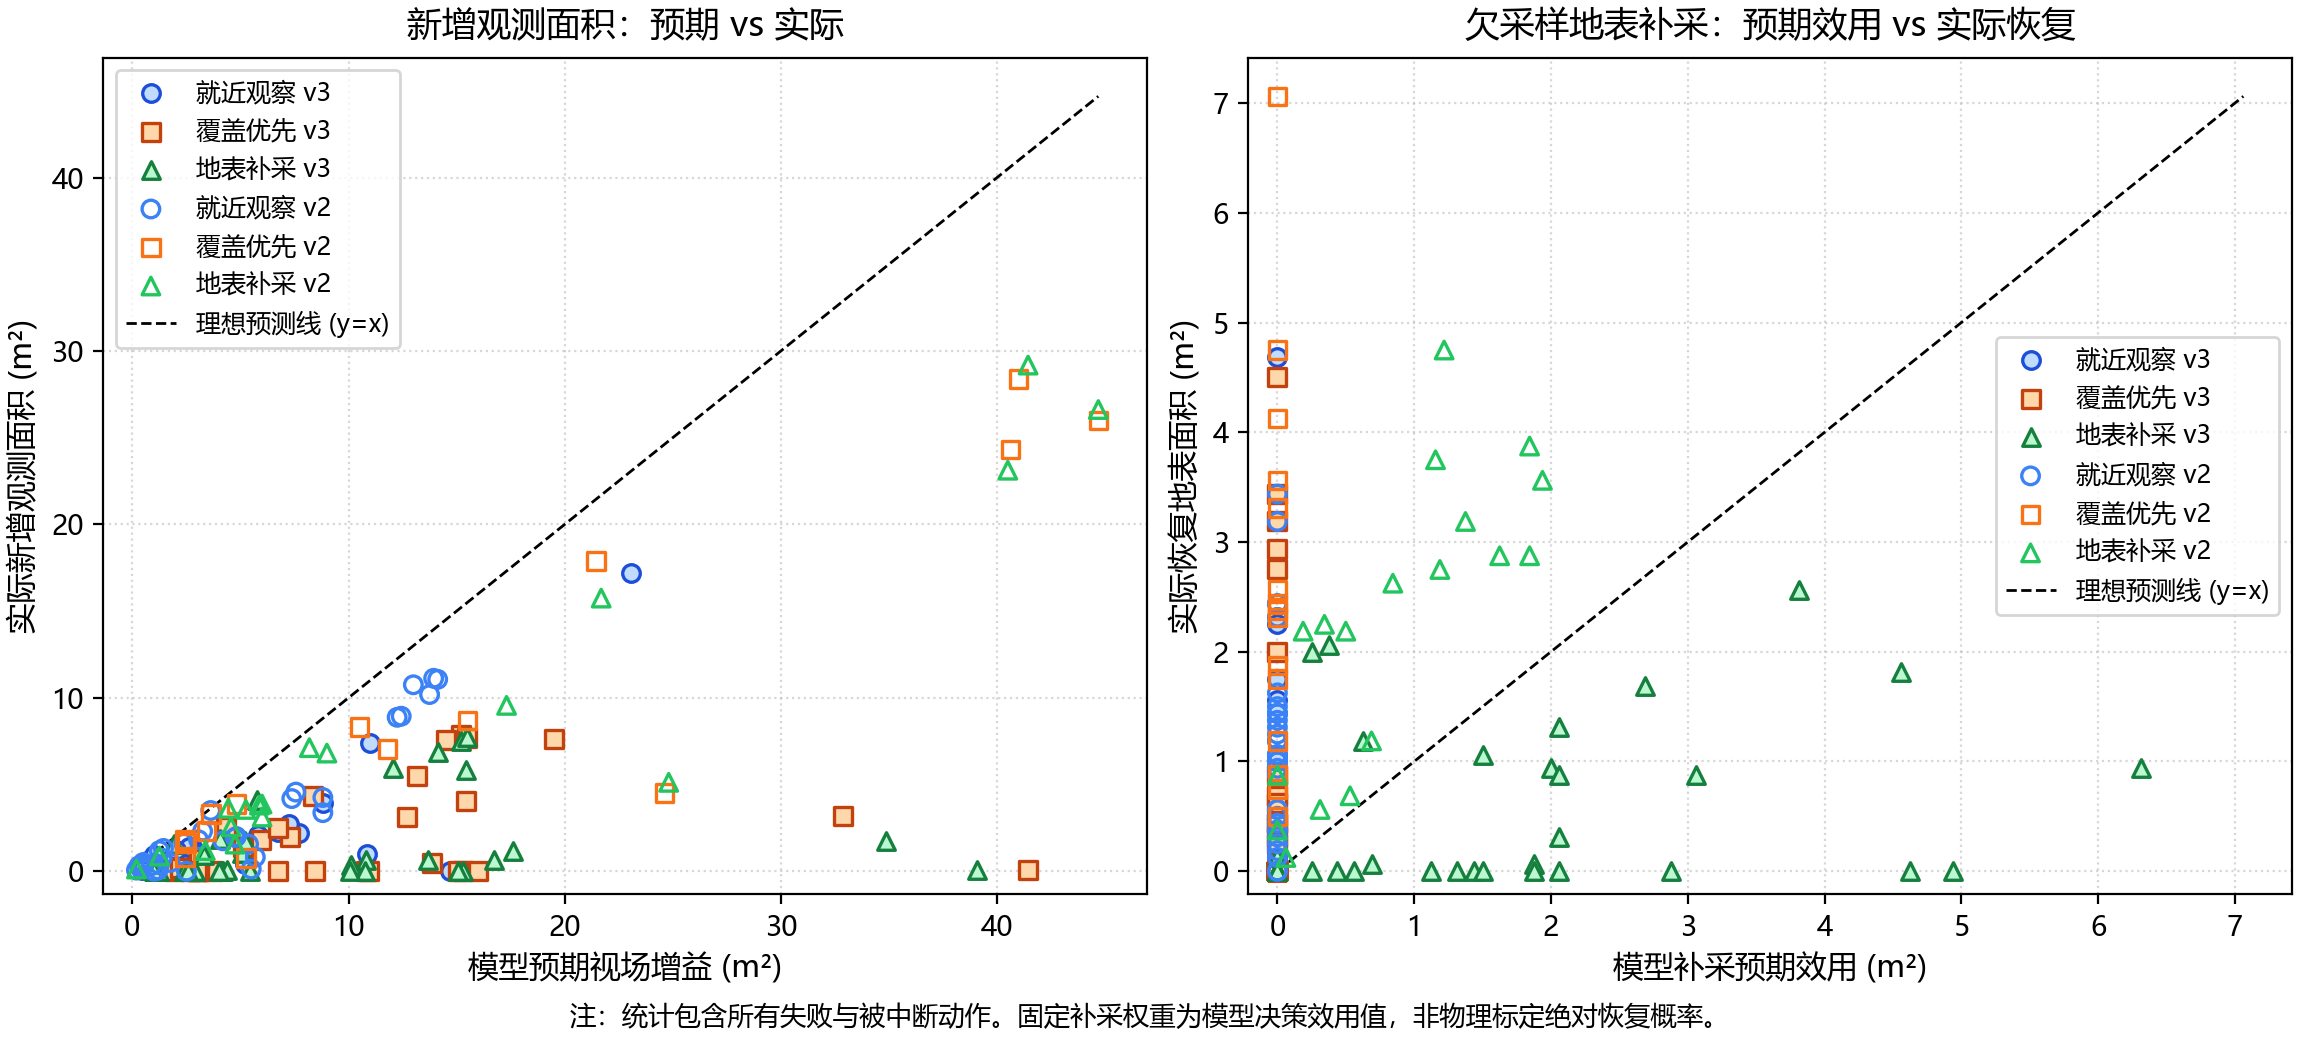 新增观测面积：预期 vs 实际
就近观察 v3
覆盖优先 v3
地表补采 v3
就近观察 v2
覆盖优先 v2
地表补采 v2
理想预测线 (y=x)
实际新增观测面积 (m²)
40
30
20
10
0
0 10 20 30 40
模型预期视场增益 (m²)
欠采样地表补采：预期效用 vs 实际恢复
就近观察 v3
覆盖优先 v3
地表补采 v3
就近观察 v2
覆盖优先 v2
地表补采 v2
理想预测线 (y=x)
实际恢复地表面积 (m²)
7
6
5
4
3
2
1
0
0 1 2 3 4 5 6 7
模型补采预期效用 (m²)
注：统计包含所有失败与被中断动作。固定补采权重为模型决策效用值，非物理标定绝对恢复概率。